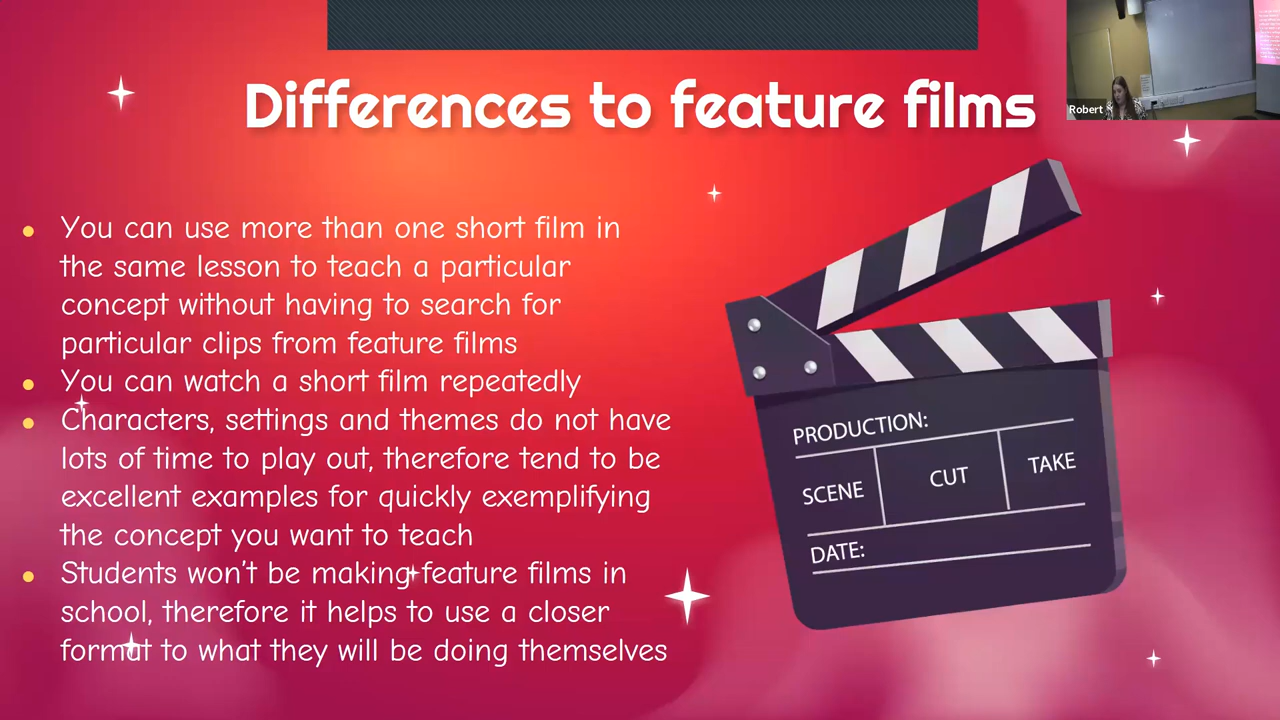 Differences to feature films
Robert
You can use more than one short film in
the same lesson to teach a particular
concept without having to search for
particular clips from feature films
You can watch a short film repeatedly
Characters, settings and themes do not have
lots of time to play out, therefore tend to be
excellent examples for quickly exemplifying
the concept you want to teach
Students won't be making feature films in
school, therefore it helps to use a closer
format to what they will be doing themselves
PRODUCTION:
SCENE CUT TAKE
DATE: